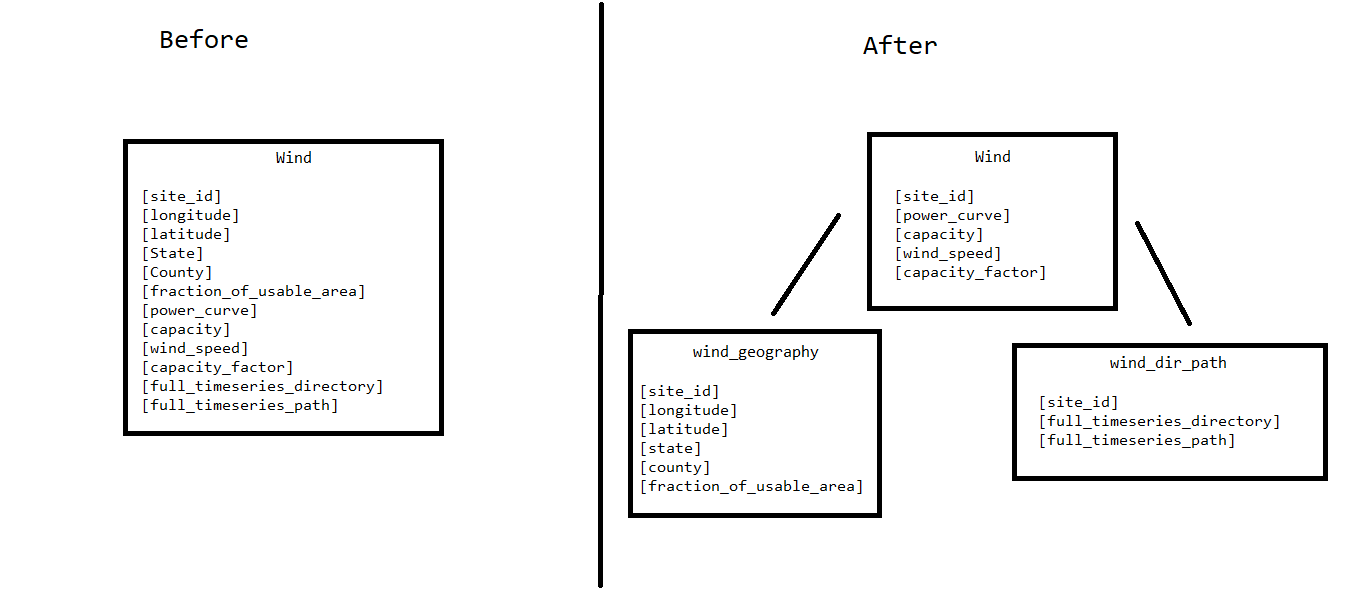 Before
Wind
[site_id]
[longitude]
[latitude]
[State]
[County]
[fraction_of_usable_area]
[power_curve]
[capacity]
[wind_speed]
[capacity_factor]
[full_timeseries_directory]
[full_timeseries_path]
After
Wind
[site_id]
[power_curve]
[capacity]
[wind_speed]
[capacity_factor]
wind_geography
[site_id]
[longitude]
[latitude]
[state]
[county]
[fraction_of_usable_area]
wind_dir_path
[site_id]
[full_timeseries_directory]
[full_timeseries_path]